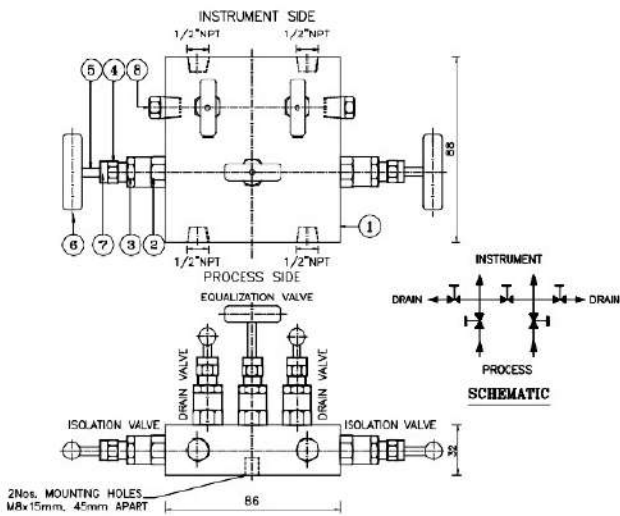 INSTRUMENT SIDE
1/2"NPT
1/2"NPT
5
4
8
88
6
7
3
2
1
1/2"NPT
1/2"NPT
PROCESS SIDE
EQUALIZATION VALVE
DRAIN VALVE
DRAIN VALVE
ISOLATION VALVE
ISOLATION VALVE
32
2Nos. MOUNTING HOLES
M8x15mm, 45mm APART
86
INSTRUMENT
DRAIN
DRAIN
PROCESS
SCHEMATIC